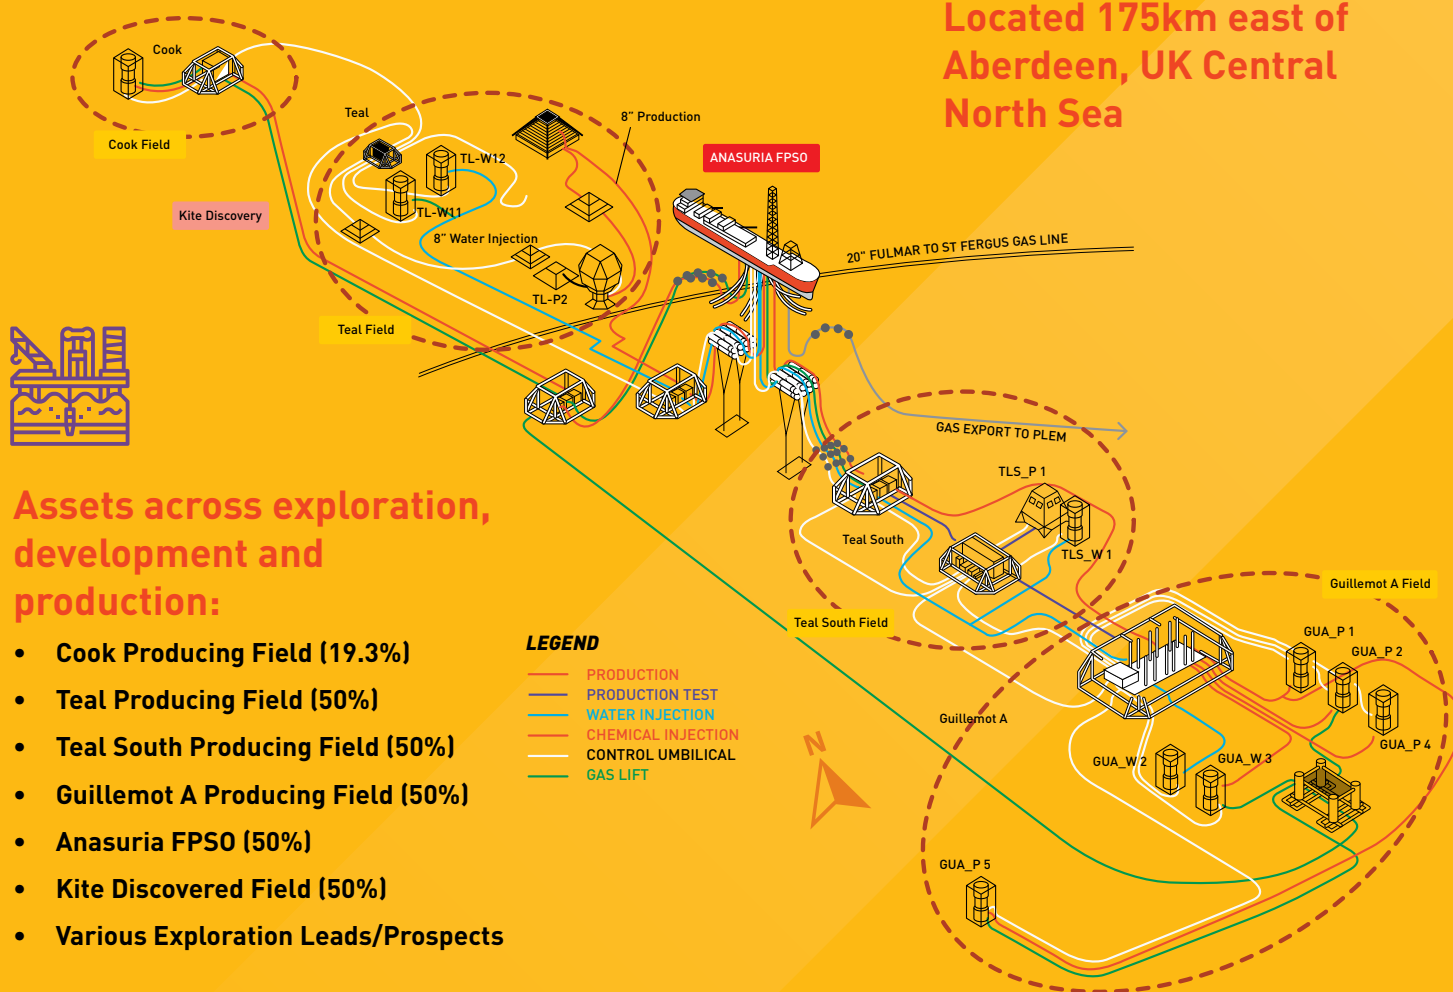 Located 175km east of
Aberdeen, UK Central
North Sea
Cook
Cook Field
Teal
8" Production
TL-W12
TL-W11
Kite Discovery
8" Water Injection
TL-P2
Teal Field
ANASURIA FPSO
20" FULMAR TO ST FERGUS GAS LINE
GAS EXPORT TO PLEM
TLS_P 1
TLS_W 1
Teal South
Teal South Field
Guillemot A Field
GUA_P 1
GUA_P 2
GUA_P 4
Guillemot A
GUA_W 2
GUA_W 3
GUA_P 5
Assets across exploration,
development and
production:
• Cook Producing Field (19.3%)
• Teal Producing Field (50%)
• Teal South Producing Field (50%)
• Guillemot A Producing Field (50%)
• Anasuria FPSO (50%)
• Kite Discovered Field (50%)
• Various Exploration Leads/Prospects
LEGEND
PRODUCTION
PRODUCTION TEST
WATER INJECTION
CHEMICAL INJECTION
CONTROL UMBILICAL
GAS LIFT
N